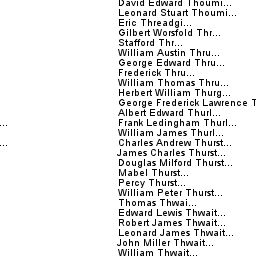 David Edward Thoumi...
Leonard Stuart Thoumi...
Eric Threadgi...
Gilbert Worsfold Thr...
Stafford Thr...
William Austin Thru...
George Edward Thru...
Frederick Thru...
William Thomas Thru...
Herbert William Thurg...
George Frederick Lawrence T
Albert Edward Thurl...
... Frank Ledingham Thurl...
William James Thurl...
... Charles Andrew Thurst...
James Charles Thurst...
Douglas Milford Thurst...
Mabel Thurst...
Percy Thurst...
William Peter Thurst...
Thomas Thwai...
Edward Lewis Thwait...
Robert James Thwait...
Leonard James Thwait...
John Miller Thwait...
William Thwait...